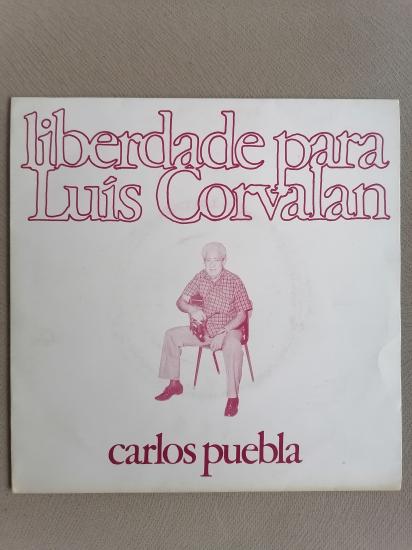 liberdade para
Luís Corvalan
carlos puebla